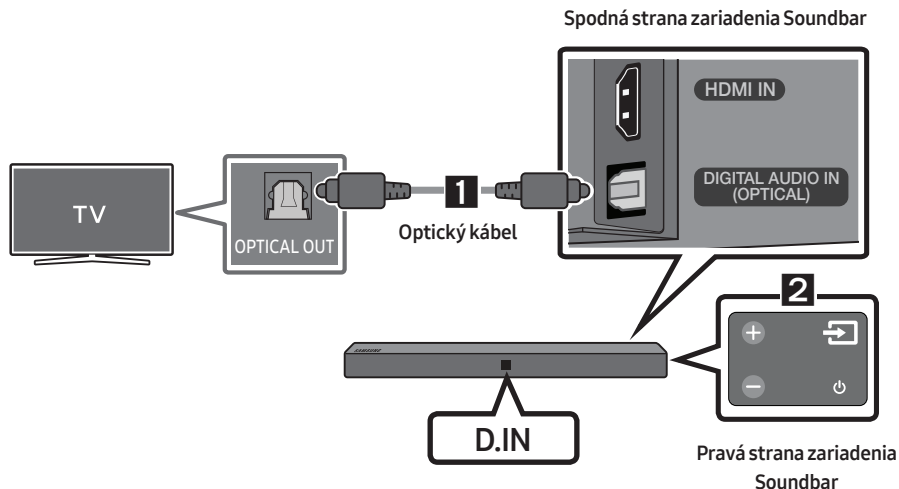 Spodná strana zariadenia Soundbar
HDMI IN
DIGITAL AUDIO IN
(OPTICAL)
TV
OPTICAL OUT
1
Optický kábel
2
SAMSUNG
D.IN
Pravá strana zariadenia
Soundbar